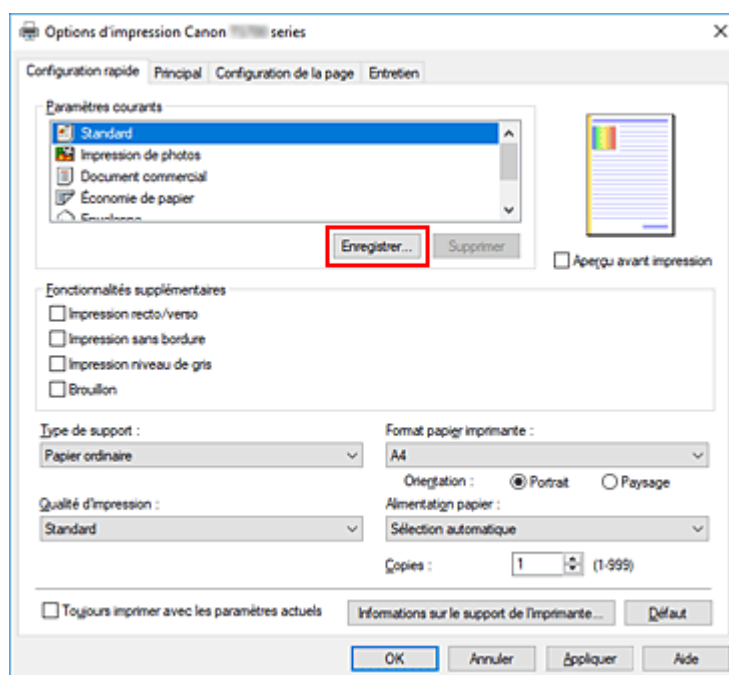 Options d'impression Canon series
Configuration rapide Principal Configuration de la page Entretien
Paramètres courants
Standard
Impression de photos
Document commercial
Économie de papier
Enregistrer... Supprimer
Aperçu avant impression
Fonctionnalités supplémentaires
Impression recto/verso
Impression sans bordure
Impression niveau de gris
Brouillon
Type de support : Format papier imprimante :
Papier ordinaire A4
Orientation : Portrait Paysage
Qualité d'impression : Alimentation papier :
Standard Sélection automatique
Copies : 1 (1-999)
Toujours imprimer avec les paramètres actuels Informations sur le support de l'imprimante... Défaut
OK Annuler Appliquer Aide